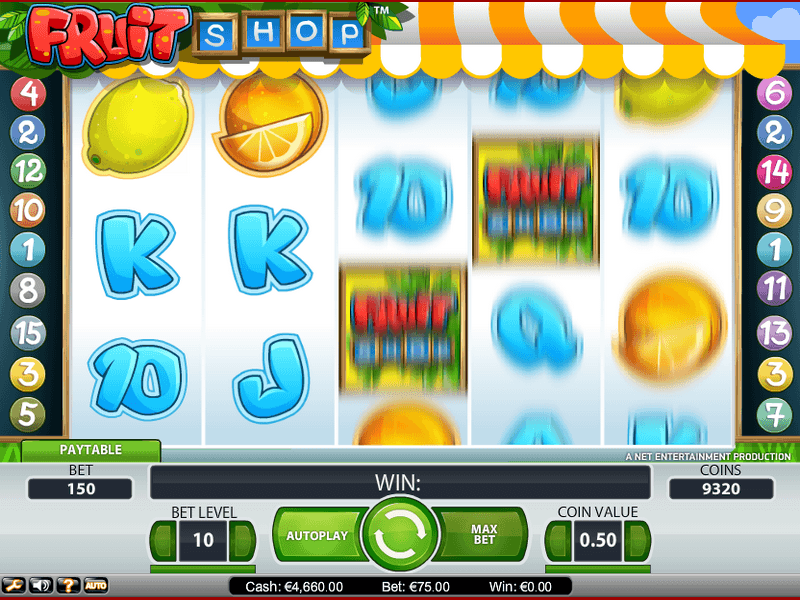 FRUIT SHOP™
4 6
2 2
12 14
10 9
1 1
8 11
15 13
3 3
5 7
K K
10 J
10 10
FRUIT
FRUIT
Q
PAYTABLE
A NET ENTERTAINMENT PRODUCTION
BET WIN: COINS
150 9320
BET LEVEL COIN VALUE
10 AUTOPLAY MAX BET 0.50
AUTO Cash: €4,660.00 Bet: €75.00 Win: €0.00